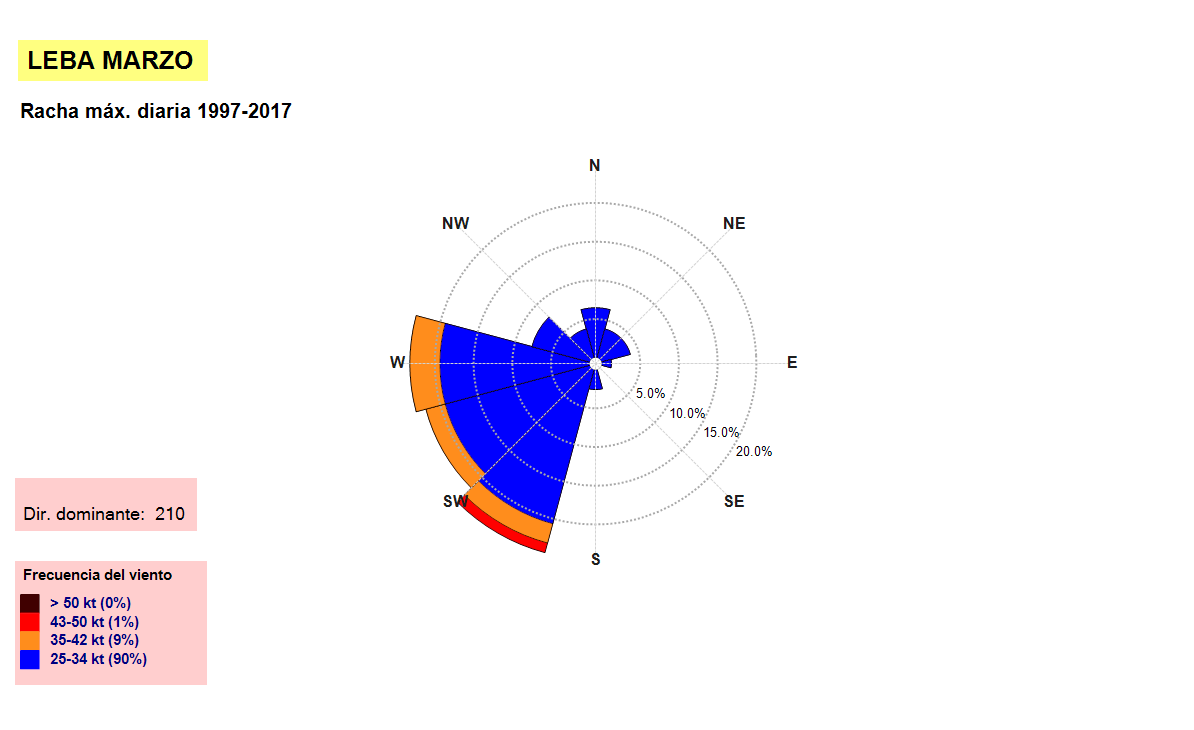 LEBA MARZO
Racha máx. diaria 1997-2017
N
NW
NE
W
E
5.0%
10.0%
15.0%
20.0%
SW
SE
S
Dir. dominante: 210
Frecuencia del viento
> 50 kt (0%)
43-50 kt (1%)
35-42 kt (9%)
25-34 kt (90%)